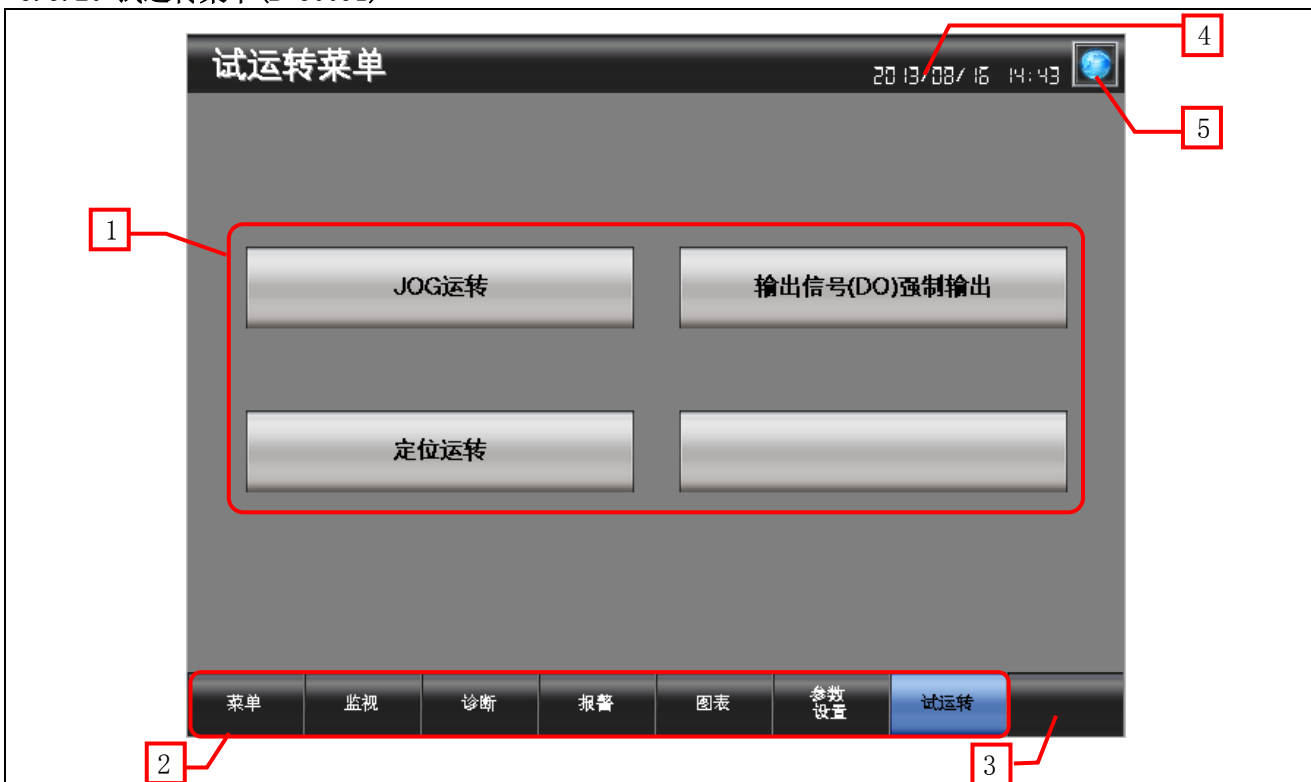 试运转菜单
2013/08/16 14:43
4
5
1
JOG运转
输出信号(DO)强制输出
定位运转
菜单
监视
诊断
报警
图表
参数
设置
试运转
2
3